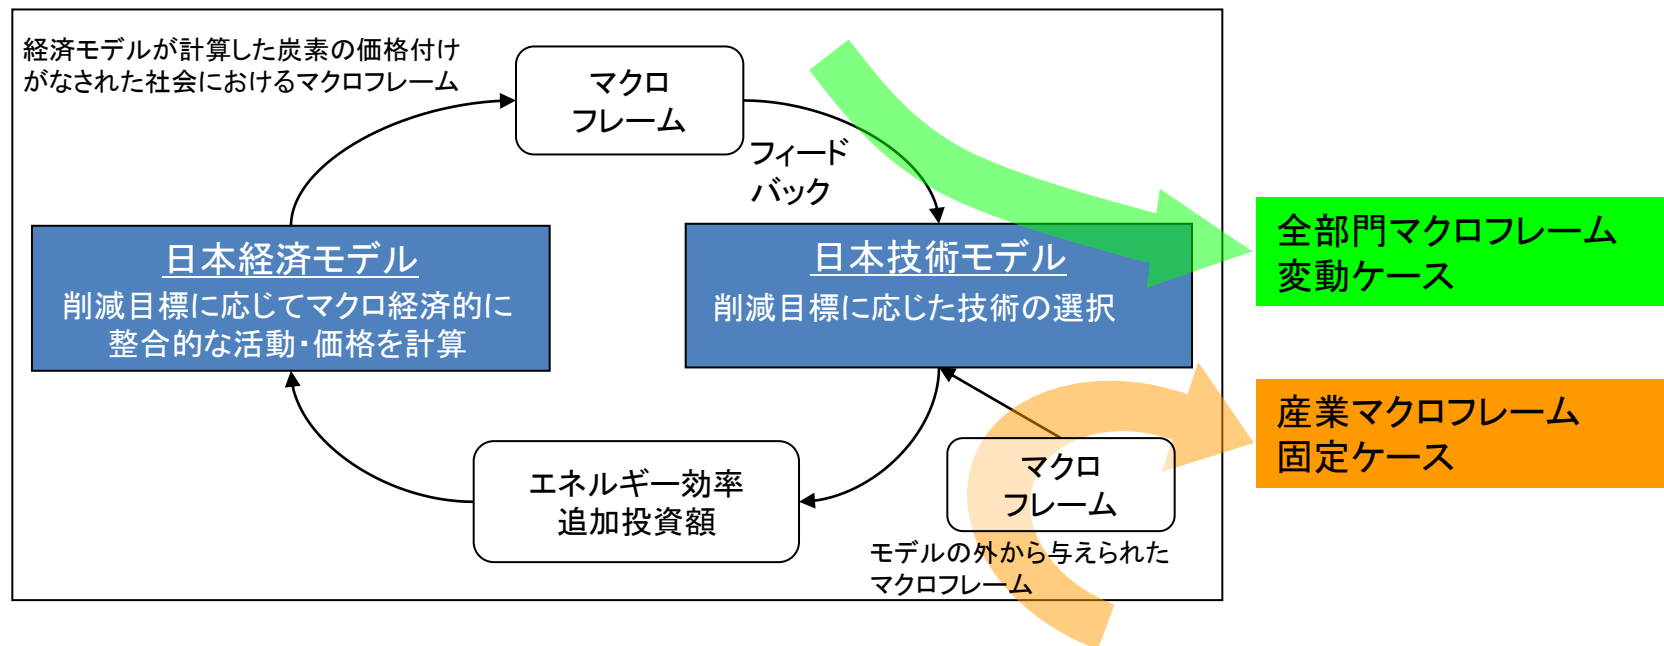 経済モデルが計算した炭素の価格付け
がなされた社会におけるマクロフレーム
マクロ
フレーム
フィード
バック
日本経済モデル
削減目標に応じてマクロ経済的に
整合的な活動・価格を計算
日本技術モデル
削減目標に応じた技術の選択
全部門マクロフレーム
変動ケース
産業マクロフレーム
固定ケース
エネルギー効率
追加投資額
マクロ
フレーム
モデルの外から与えられた
マクロフレーム